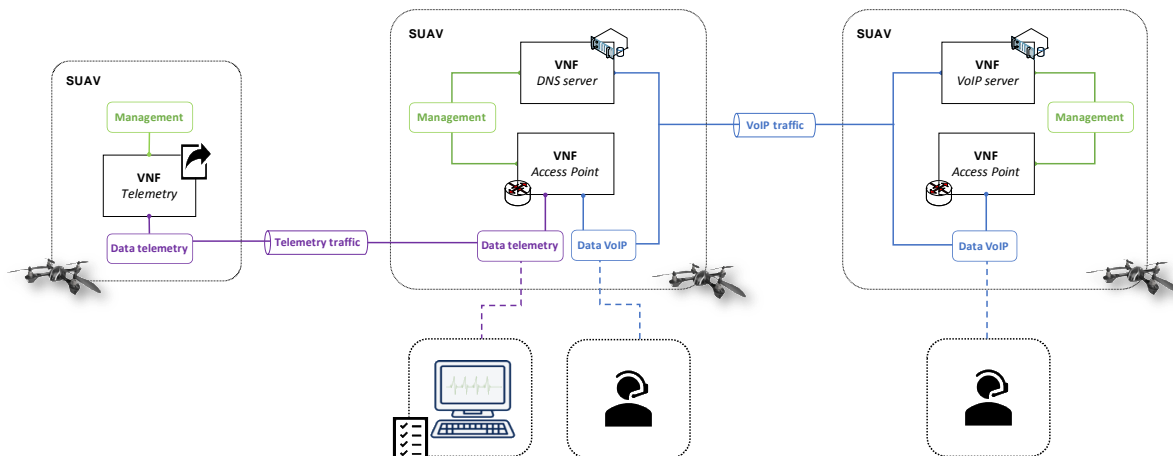 SUAV
Management
VNF
Telemetry
Data telemetry
Telemetry traffic
SUAV
VNF
DNS server
Management
VNF
Access Point
Data telemetry
Data VoIP
VoIP traffic
SUAV
VNF
VoIP server
Management
VNF
Access Point
Data VoIP